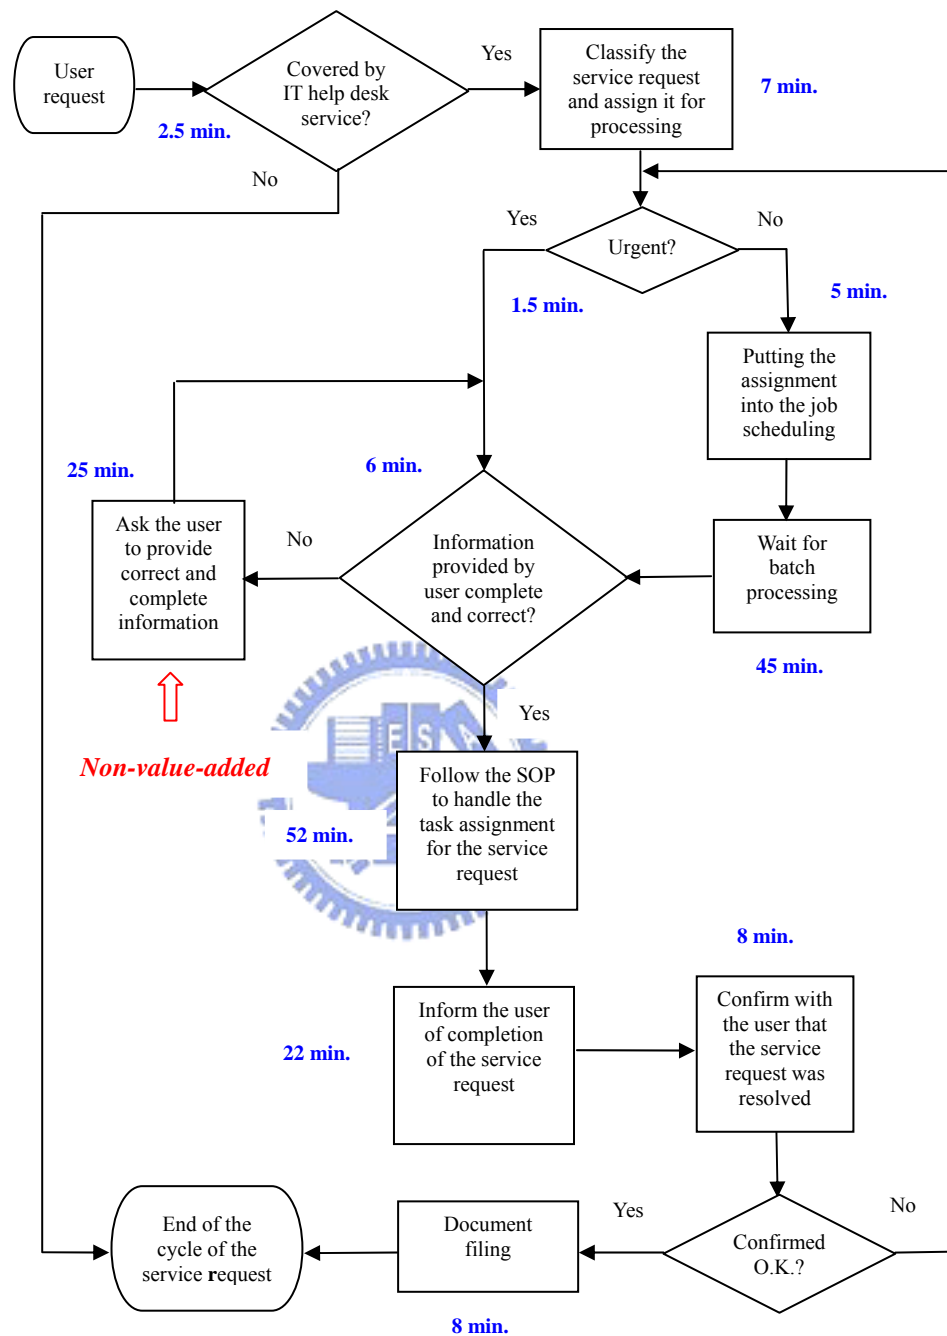 User
request
2.5 min.
Covered by
IT help desk
service?
Yes
No
Classify the
service request
and assign it for
processing
7 min.
Urgent?
Yes
No
1.5 min.
5 min.
Putting the
assignment
into the job
scheduling
Wait for
batch
processing
45 min.
6 min.
Information
provided by
user complete
and correct?
No
25 min.
Ask the user
to provide
correct and
complete
information
Non-value-added
Yes
ES
Follow the SOP
to handle the
task assignment
for the service
request
52 min.
Inform the user
of completion
of the service
request
22 min.
8 min.
Confirm with
the user that
the service
request was
resolved
Confirmed
O.K.?
Yes
No
Document
filing
8 min.
End of the
cycle of the
service request